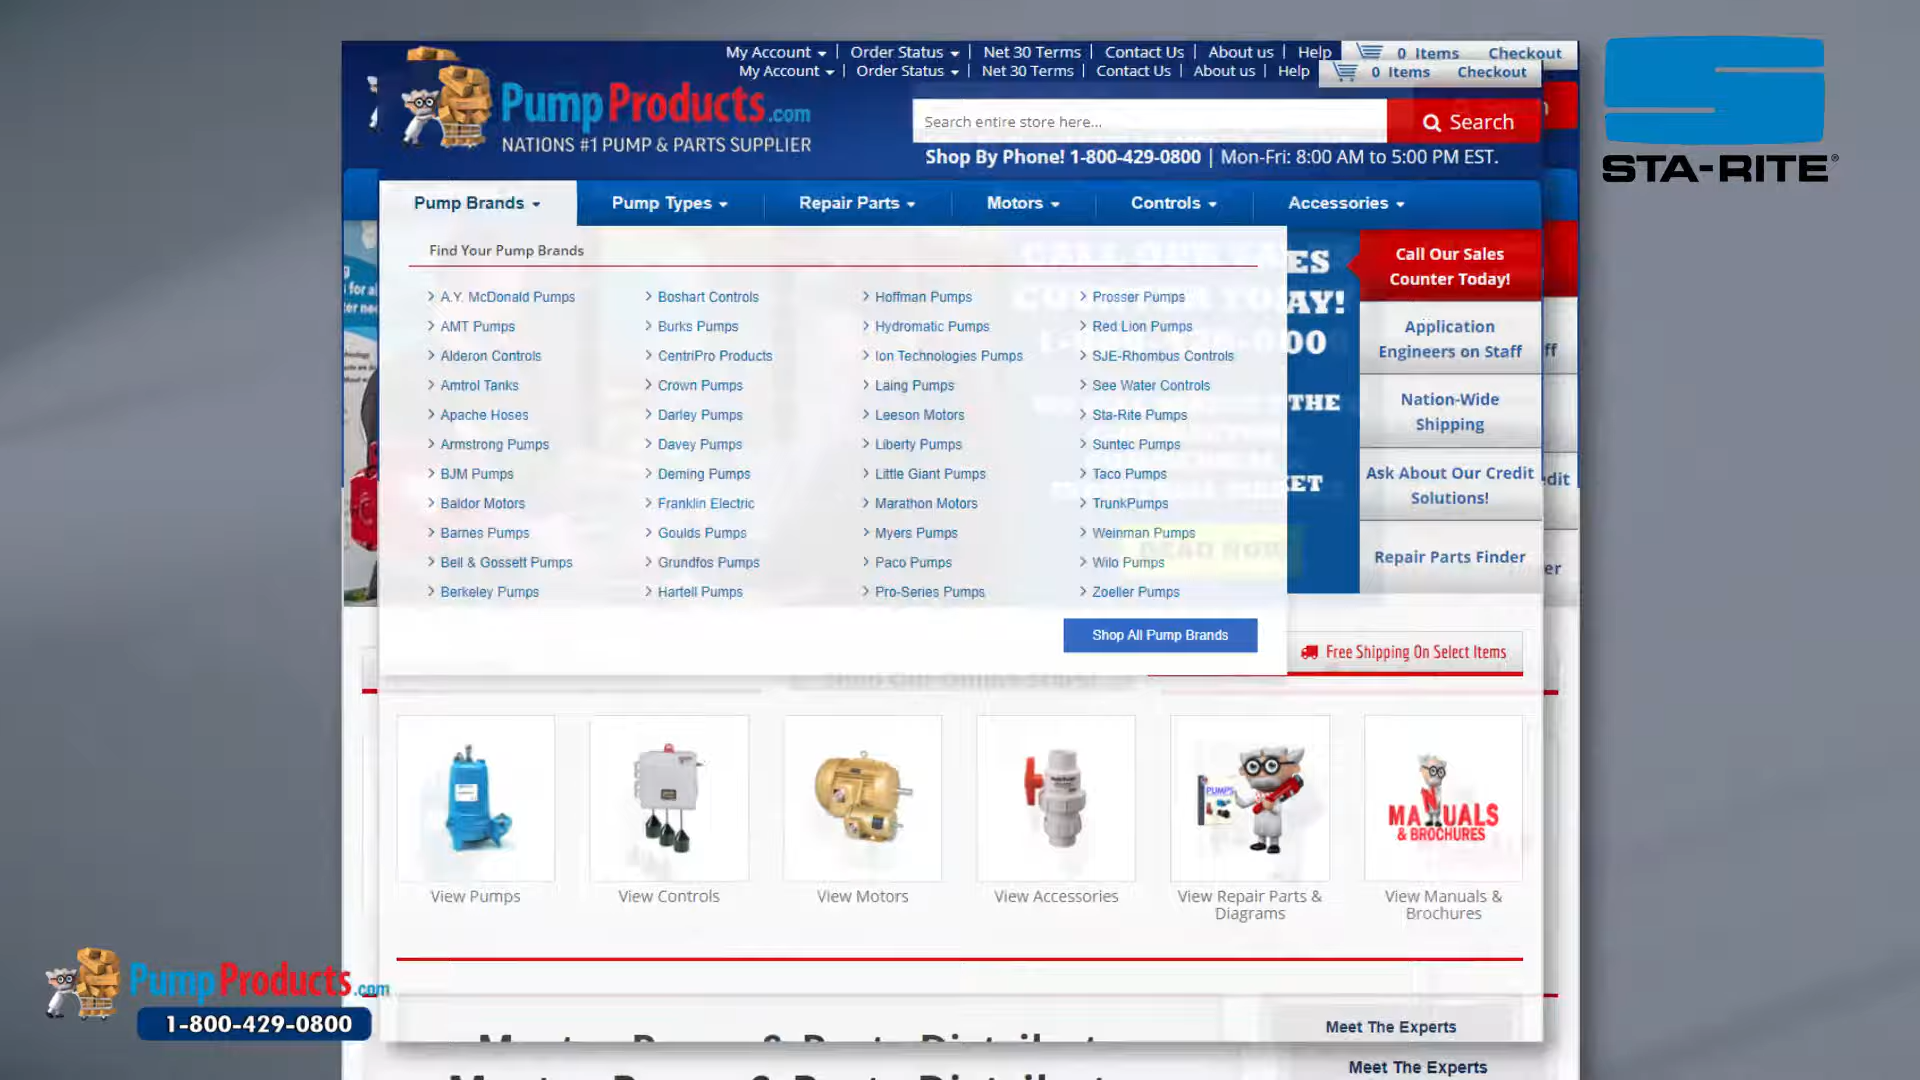 My Account
Order Status
Net 30 Terms
Contact Us
About us
Help
0 Items
Checkout
My Account
Order Status
Net 30 Terms
Contact Us
About us
Help
0 Items
Checkout
PumpProducts.com
NATIONS #1 PUMP & PARTS SUPPLIER
Search entire store here...
Search
Shop By Phone! 1-800-429-0800 | Mon-Fri: 8:00 AM to 5:00 PM EST.
STA-RITE®
Pump Brands
Pump Types
Repair Parts
Motors
Controls
Accessories
Find Your Pump Brands
A.Y. McDonald Pumps
AMT Pumps
Alderon Controls
Amtrol Tanks
Apache Hoses
Armstrong Pumps
BJM Pumps
Baldor Motors
Barnes Pumps
Bell & Gossett Pumps
Berkeley Pumps
Boshart Controls
Burks Pumps
CentriPro Products
Crown Pumps
Darley Pumps
Davey Pumps
Deming Pumps
Franklin Electric
Goulds Pumps
Grundfos Pumps
Hartell Pumps
Hoffman Pumps
Hydromatic Pumps
Ion Technologies Pumps
Laing Pumps
Leeson Motors
Liberty Pumps
Little Giant Pumps
Marathon Motors
Myers Pumps
Paco Pumps
Pro-Series Pumps
Prosser Pumps
Red Lion Pumps
SJE-Rhombus Controls
See Water Controls
Sta-Rite Pumps
Suntec Pumps
Taco Pumps
TrunkPumps
Weinman Pumps
Wilo Pumps
Zoeller Pumps
Shop All Pump Brands
CALL OUR SALES
COUNTER TODAY!
THE
READ NOW
Call Our Sales
Counter Today!
Application
Engineers on Staff
Nation-Wide
Shipping
Ask About Our Credit
Solutions!
Repair Parts Finder
Free Shipping On Select Items
PUMPS
MANUALS
& BROCHURES
View Pumps
View Controls
View Motors
View Accessories
View Repair Parts &
Diagrams
View Manuals &
Brochures
PumpProducts.com
1-800-429-0800
Meet The Experts
Meet The Experts